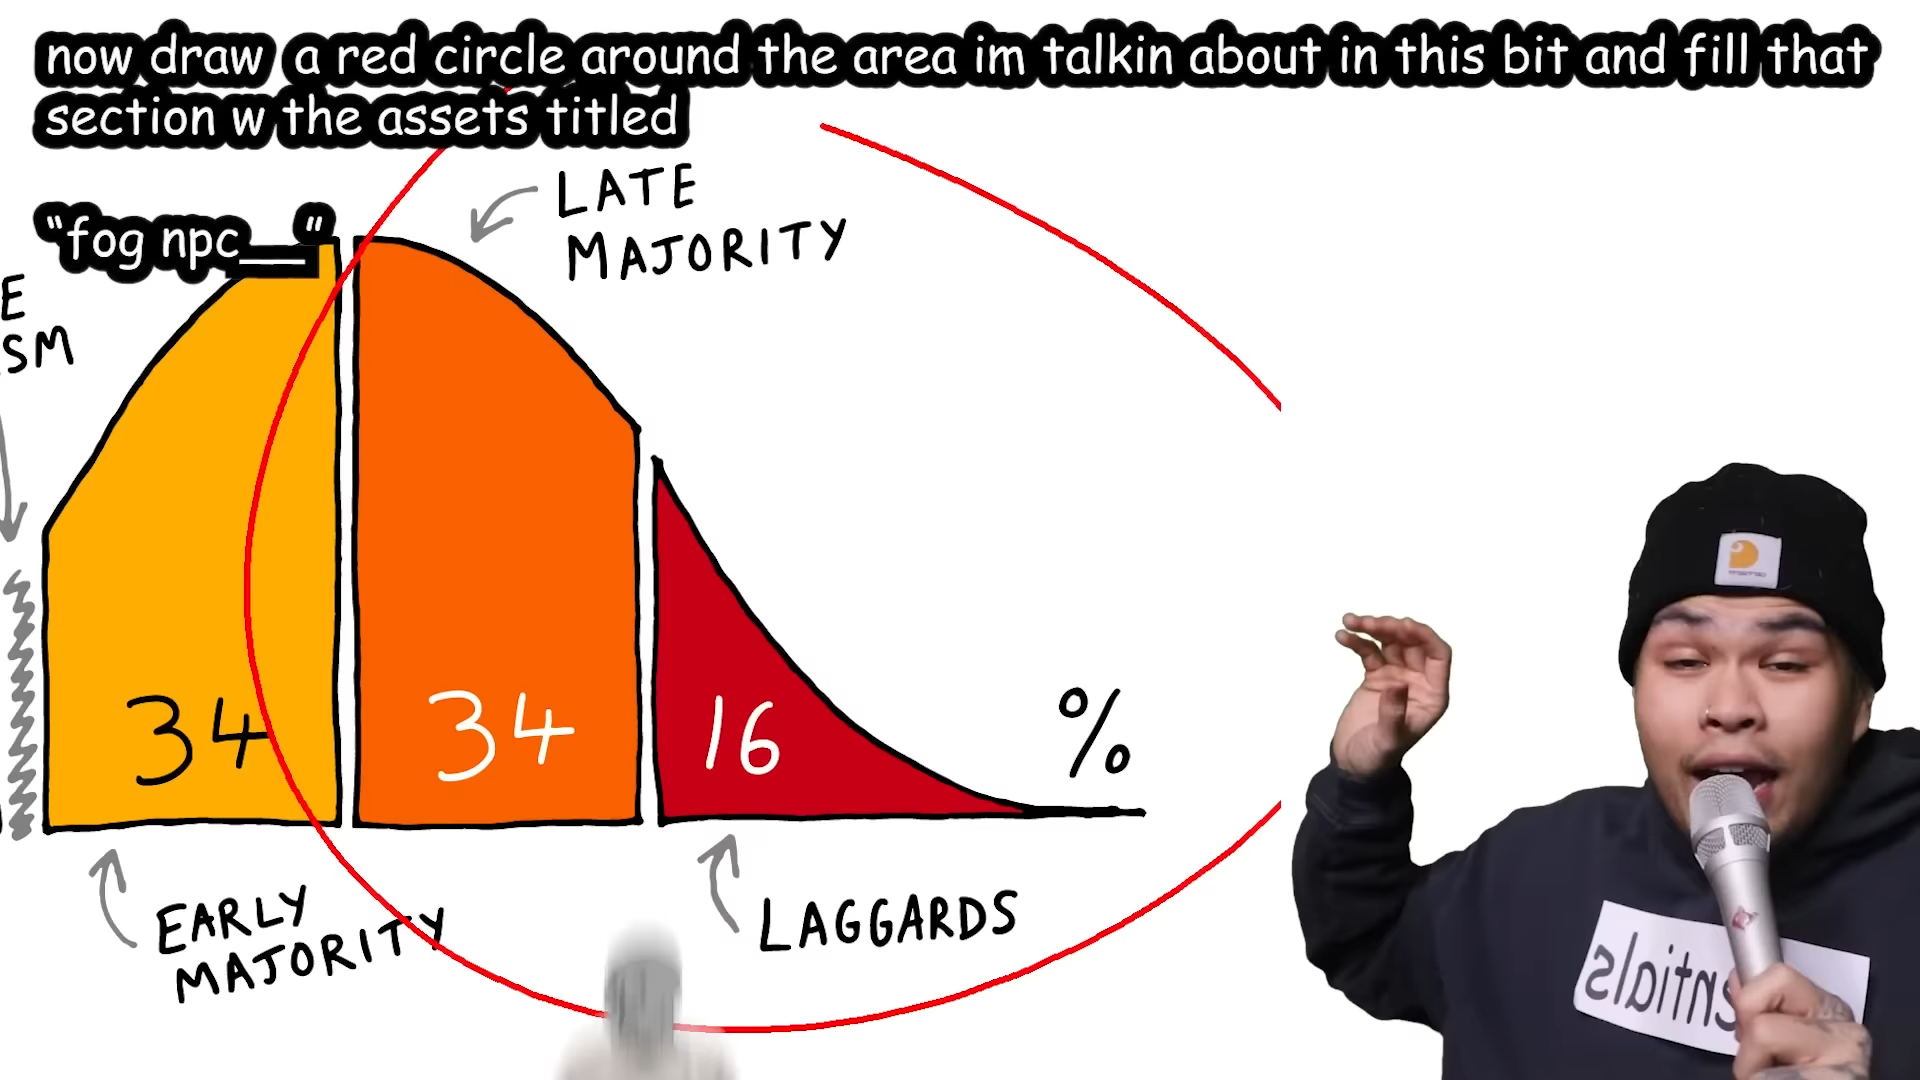 now draw a red circle around the area im talkin about in this bit and fill that
section w the assets titled
"fog npc__"
LATE
MAJORITY
E
SM
34
34
16
%
EARLY
MAJORITY
LAGGARDS